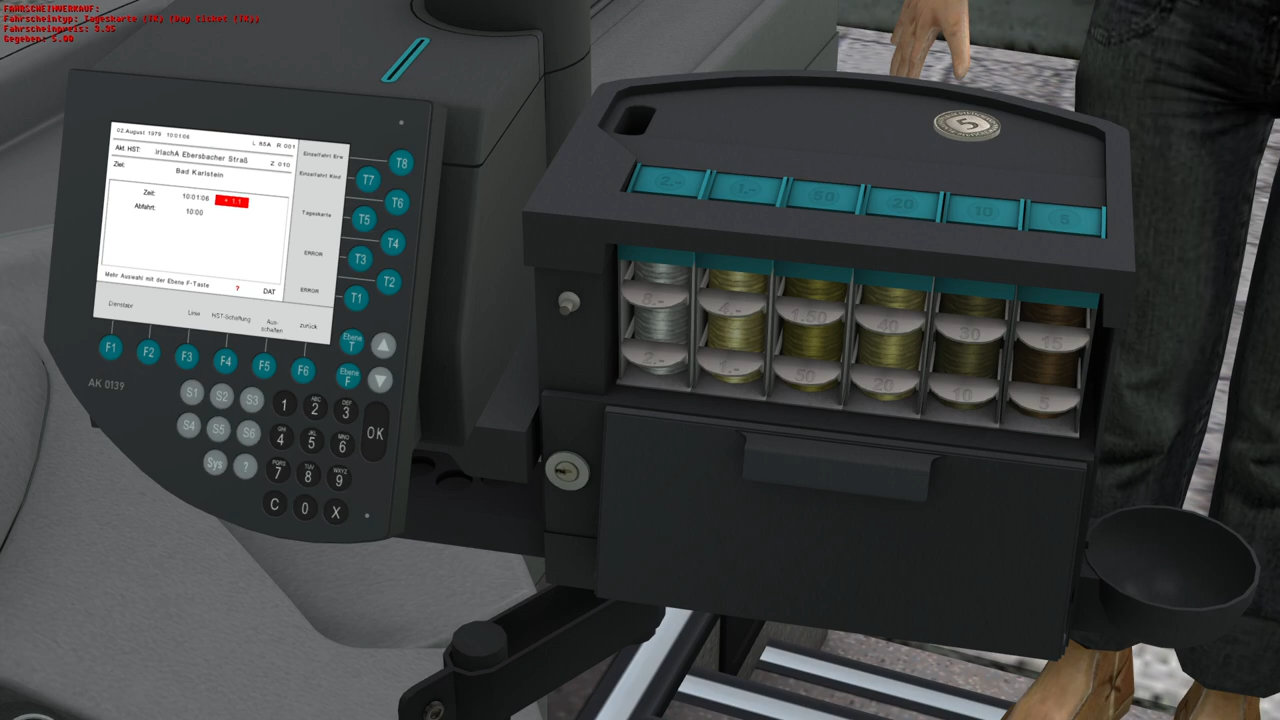 FAHRSCHEINVERKAUF:
Fahrscheintyp: Tageskarte (TK) (Day ticket (TK))
Fahrscheinpreis: 3.35
Gegeben: 5.00
02.August 1979 10:01:06
L 85A R 001
Akt. HST: irlachA Ebersbacher Straß
Z 010
Ziel: Bad Karlstein
Zeit: 10:01:06 + 1.1
Abfahrt: 10:00
Mehr Auswahl mit der Ebene F-Taste ? DAT
Einzelfahrt Erw
Einzelfahrt Kind
Tageskarte
ERROR
ERROR
Linie HST-Schaltung Aus-
schalten zurück
T8
T7
T6
T5
T4
T3
T2
T1
Ebene
T
Ebene
F
F1 F2 F3 F4 F5 F6
AK 0139
S1 S2 S3
S4 S5 S6
Sys ?
1 2 ABC 3 DEF
4 GHI 5 JKL 6 MNO
7 PQRS 8 TUV 9 WXYZ
C 0 X
OK
5
2.- 1.- 50 20 10 5
8.- 4.- 1.50 40 30 15
2.- 1.- 50 20 10 5